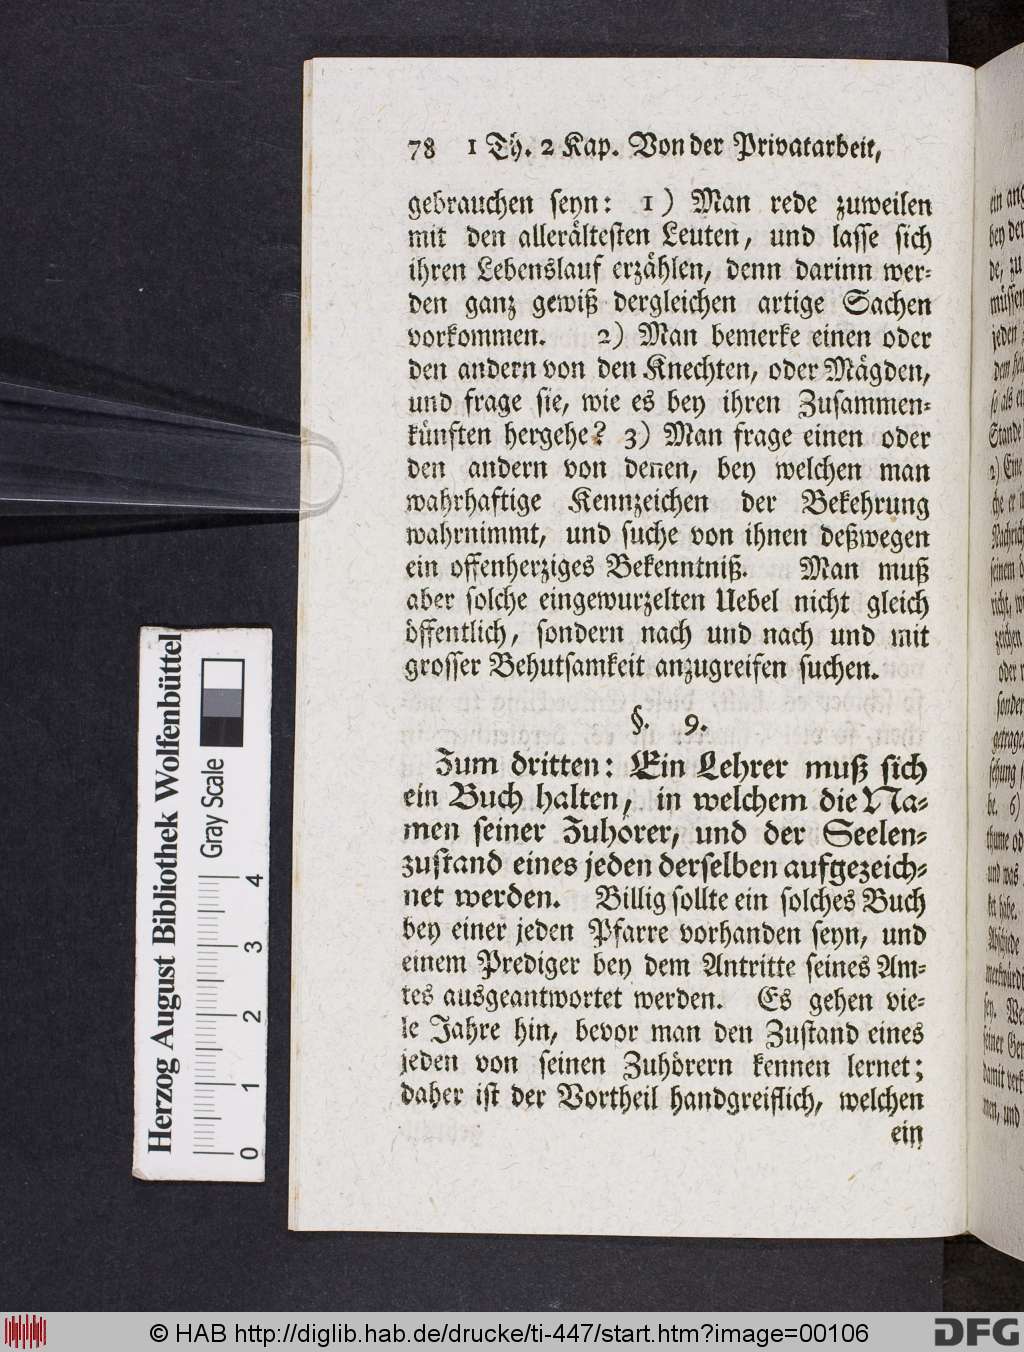 78 1 Th. 2 Kap. Von der Privatarbeit,
gebrauchen seyn: 1) Man rede zuweilen
mit den allerältesten Leuten, und lasse sich
ihren Lebenslauf erzählen, denn darinn wer-
den ganz gewiß dergleichen artige Sachen
vorkommen. 2) Man bemerke einen oder
den andern von den Knechten, oder Mägden,
und frage sie, wie es bey ihren Zusammen-
künften hergehe? 3) Man frage einen oder
den andern von denen, bey welchen man
wahrhaftige Kennzeichen der Bekehrung
wahrnimmt, und suche von ihnen deßwegen
ein offenherziges Bekenntniß. Man muß
aber solche eingewurzelten Uebel nicht gleich
öffentlich, sondern nach und nach und mit
grosser Behutsamkeit anzugreifen suchen.
§. 9.
Zum dritten: Ein Lehrer muß sich
ein Buch halten, in welchem die Na-
men seiner Zuhörer, und der Seelen-
zustand eines jeden derselben aufgezeich-
net werden. Billig sollte ein solches Buch
bey einer jeden Pfarre vorhanden seyn, und
einem Prediger bey dem Antritte seines Am-
tes ausgeantwortet werden. Es gehen vie-
le Jahre hin, bevor man den Zustand eines
jeden von seinen Zuhörern kennen lernet;
daher ist der Vortheil handgreiflich, welchen
ein
Herzog August Bibliothek Wolfenbüttel
Gray Scale
0 1 2 3 4
© HAB http://diglib.hab.de/drucke/ti-447/start.htm?image=00106
DFG